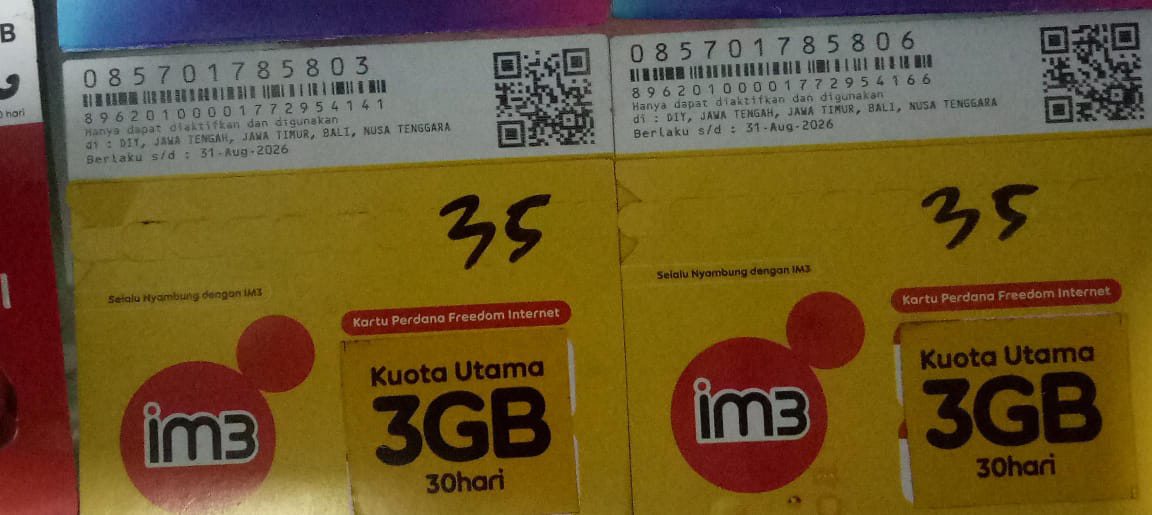 B
hari
085701785803
89620100001772954141
Hanya dapat diaktifkan dan digunakan
di : DIY, JAWA TENGAH, JAWA TIMUR, BALI, NUSA TENGGARA
Berlaku s/d : 31-Aug-2026
35
Selalu Nyambung dengan IM3
Kartu Perdana Freedom Internet
im3
Kuota Utama
3GB
30hari
085701785806
89620100001772954166
Hanya dapat diaktifkan dan digunakan
di : DIY, JAWA TENGAH, JAWA TIMUR, BALI, NUSA TENGGARA
Berlaku s/d : 31-Aug-2026
35
Selalu Nyambung dengan IM3
Kartu Perdana Freedom Internet
im3
Kuota Utama
3GB
30hari